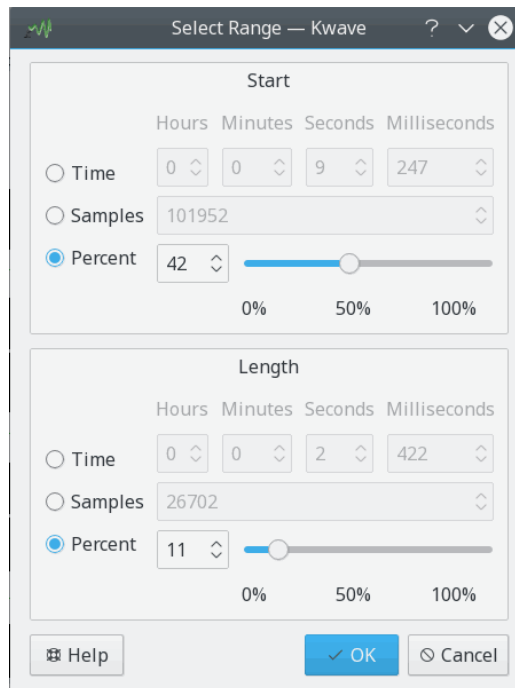 Select Range — Kwave
Start
Hours Minutes Seconds Milliseconds
Time 0 0 9 247
Samples 101952
Percent 42
0% 50% 100%
Length
Hours Minutes Seconds Milliseconds
Time 0 0 2 422
Samples 26702
Percent 11
0% 50% 100%
Help OK Cancel